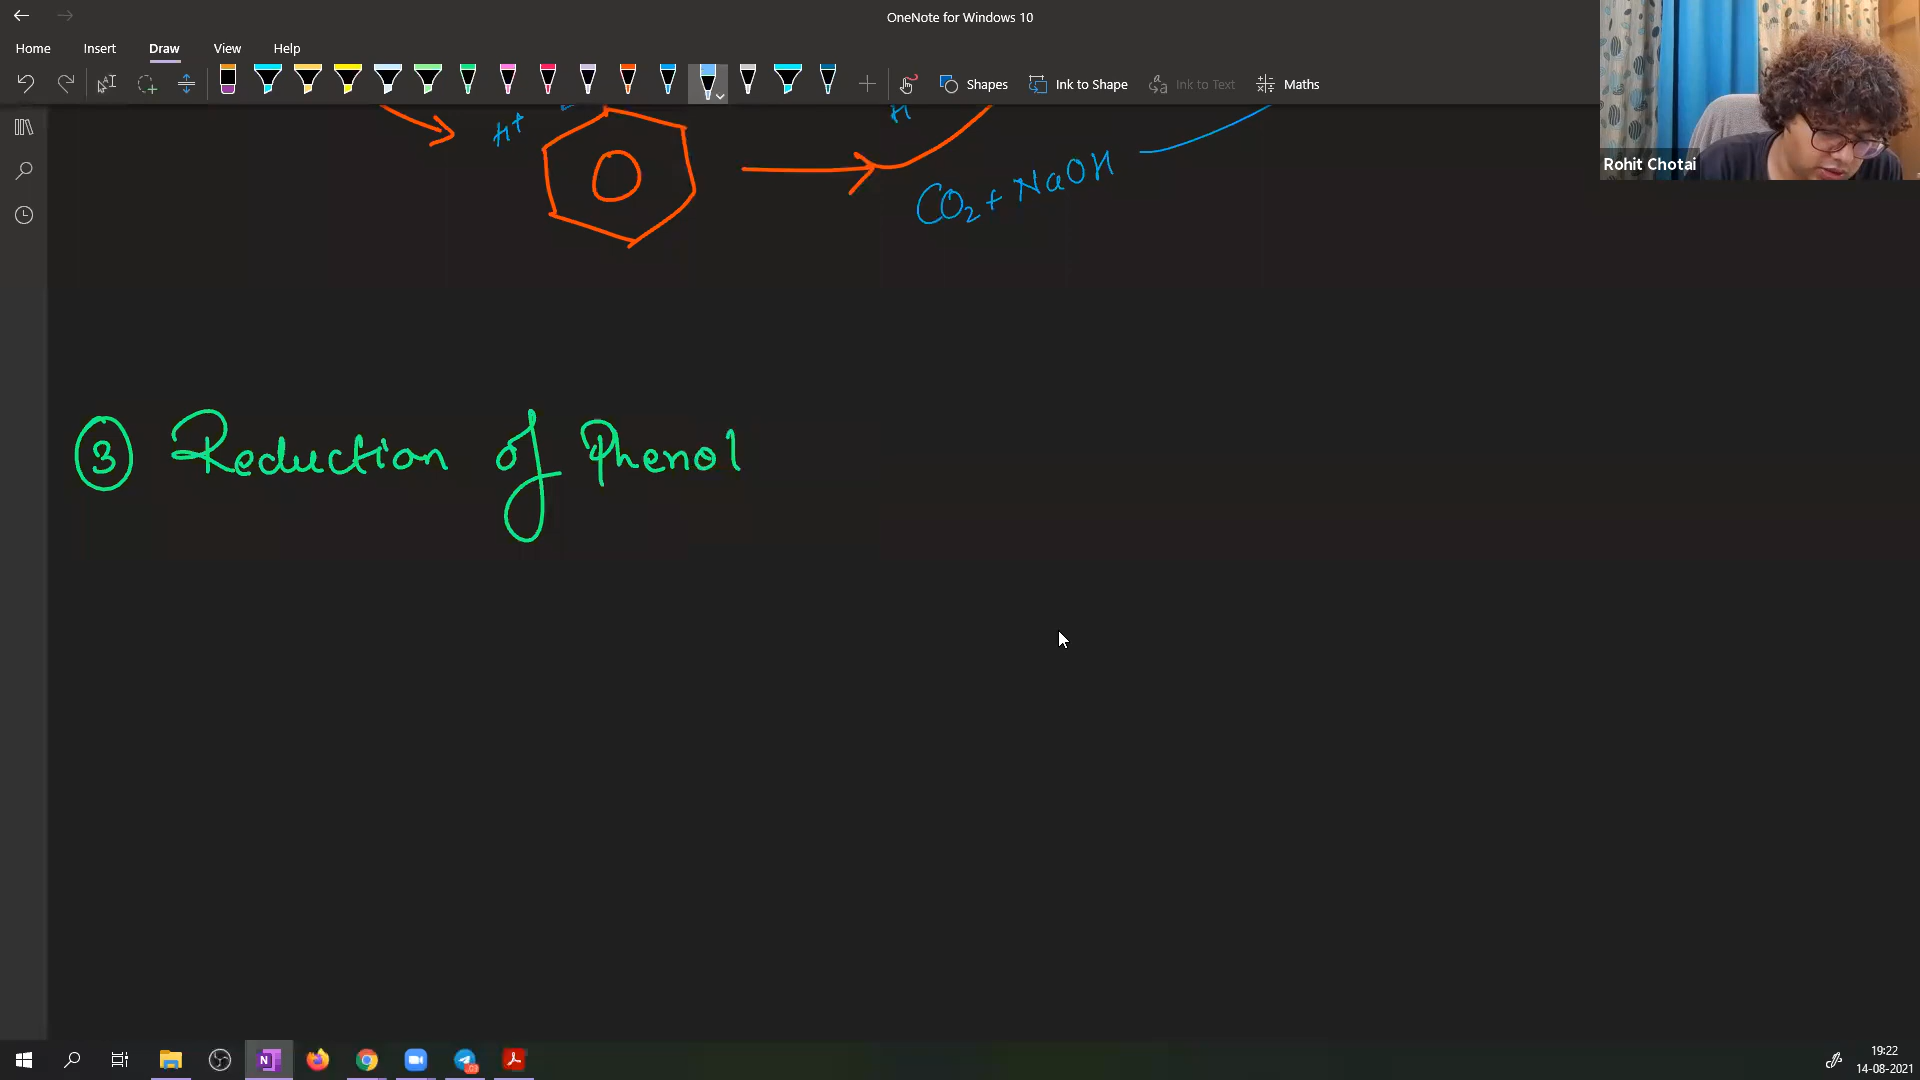 OneNote for Windows 10
Home Insert Draw View Help
Shapes Ink to Shape Ink to Text Maths
Rohit Chotai
H+
H
CO2 + NaOH
③ Reduction of Phenol
19:22
14-08-2021